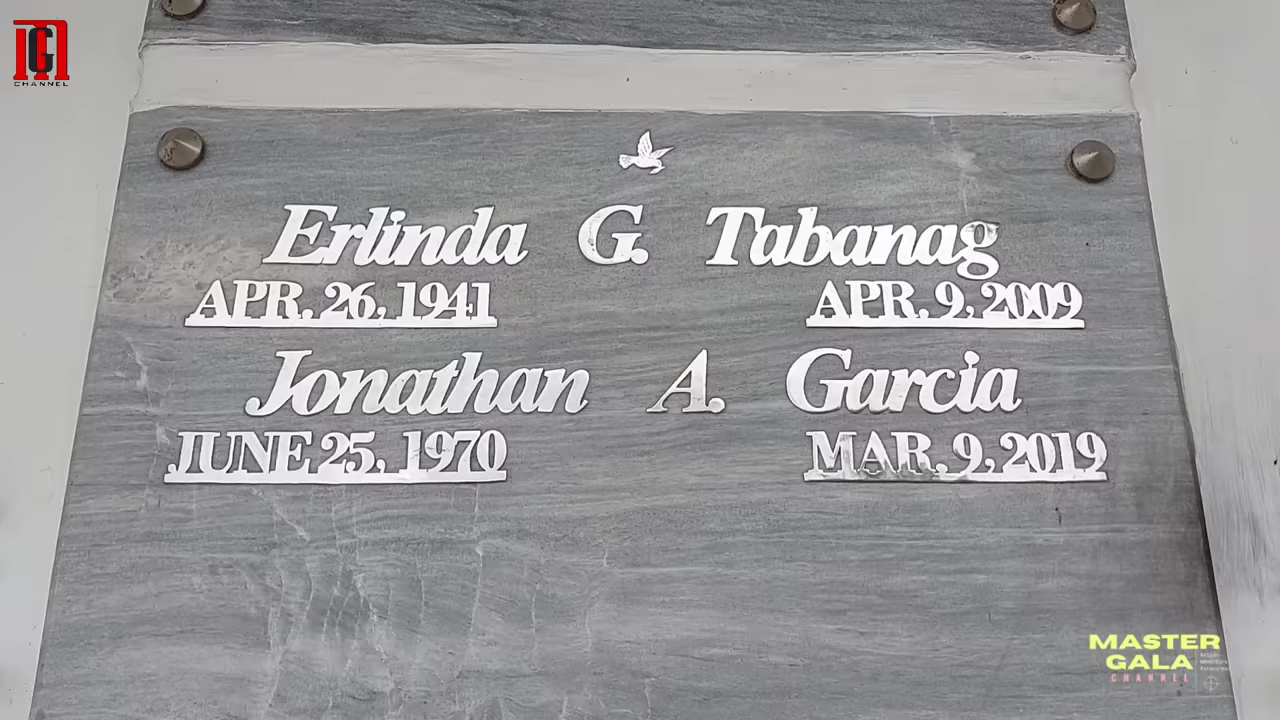 CHANNEL
Erlinda G. Tabanag
APR. 26, 1941 APR. 9, 2009
Jonathan A. Garcia
JUNE 25, 1970 MAR. 9, 2019
MASTER
GALA
CHANNEL